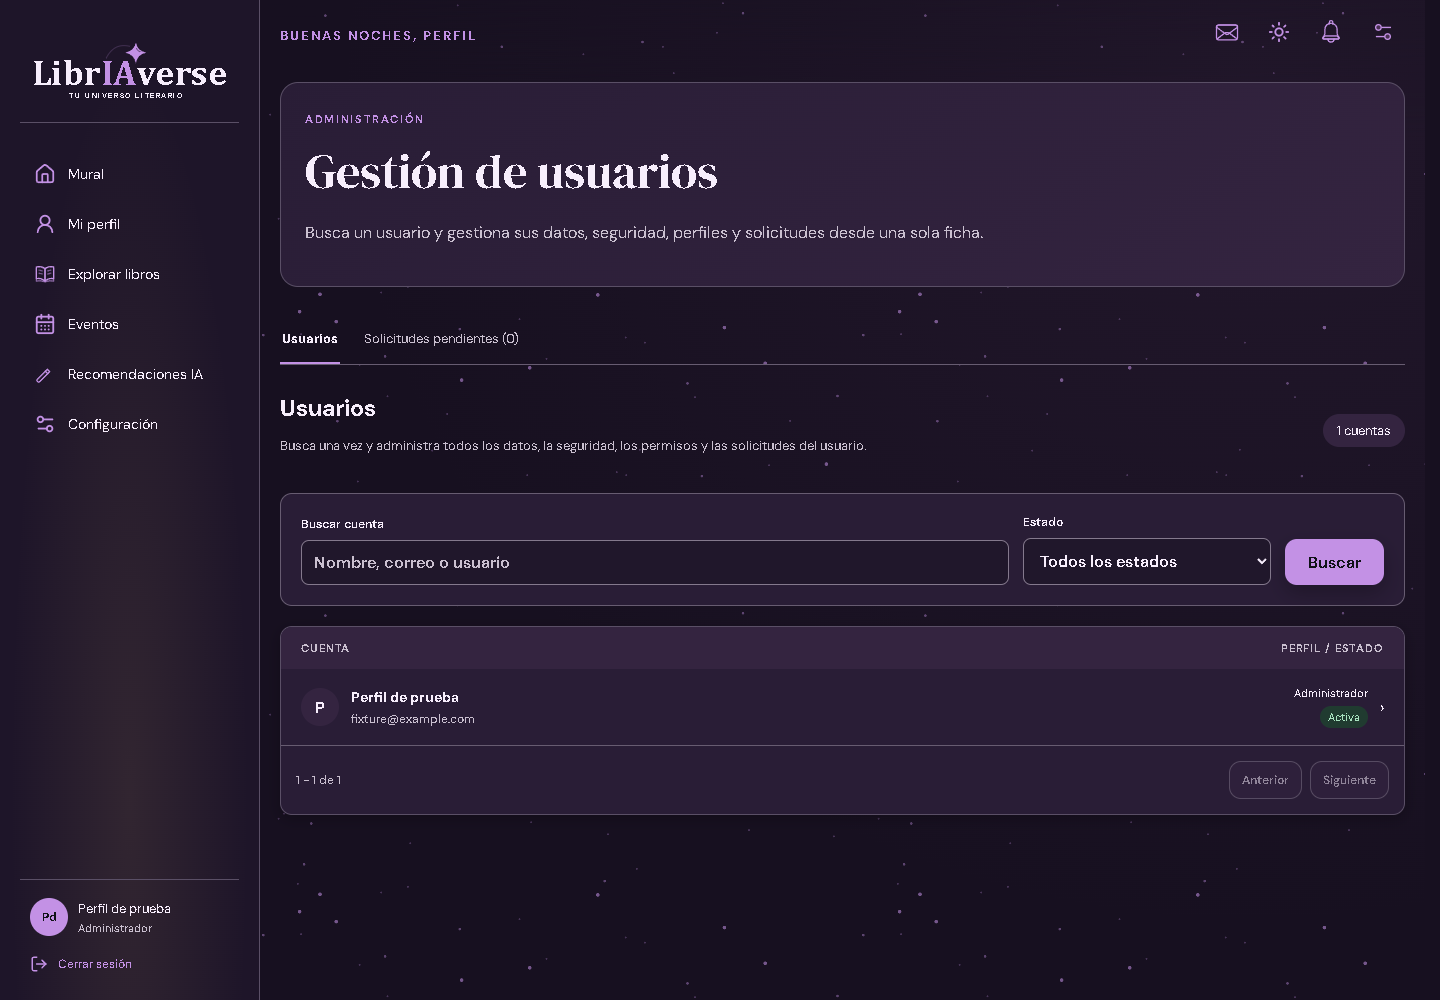 LibrIAverse
TU UNIVERSO LITERARIO
Mural
Mi perfil
Explorar libros
Eventos
Recomendaciones IA
Configuración
Perfil de prueba
Pd
Administrador
Cerrar sesión
BUENAS NOCHES, PERFIL
ADMINISTRACIÓN
Gestión de usuarios
Busca un usuario y gestiona sus datos, seguridad, perfiles y solicitudes desde una sola ficha.
Usuarios
Solicitudes pendientes (0)
Usuarios
Busca una vez y administra todos los datos, la seguridad, los permisos y las solicitudes del usuario.
1 cuentas
Buscar cuenta
Nombre, correo o usuario
Estado
Todos los estados
Buscar
CUENTA
PERFIL / ESTADO
P
Perfil de prueba
fixture@example.com
Administrador
Activa
1–1 de 1
Anterior
Siguiente